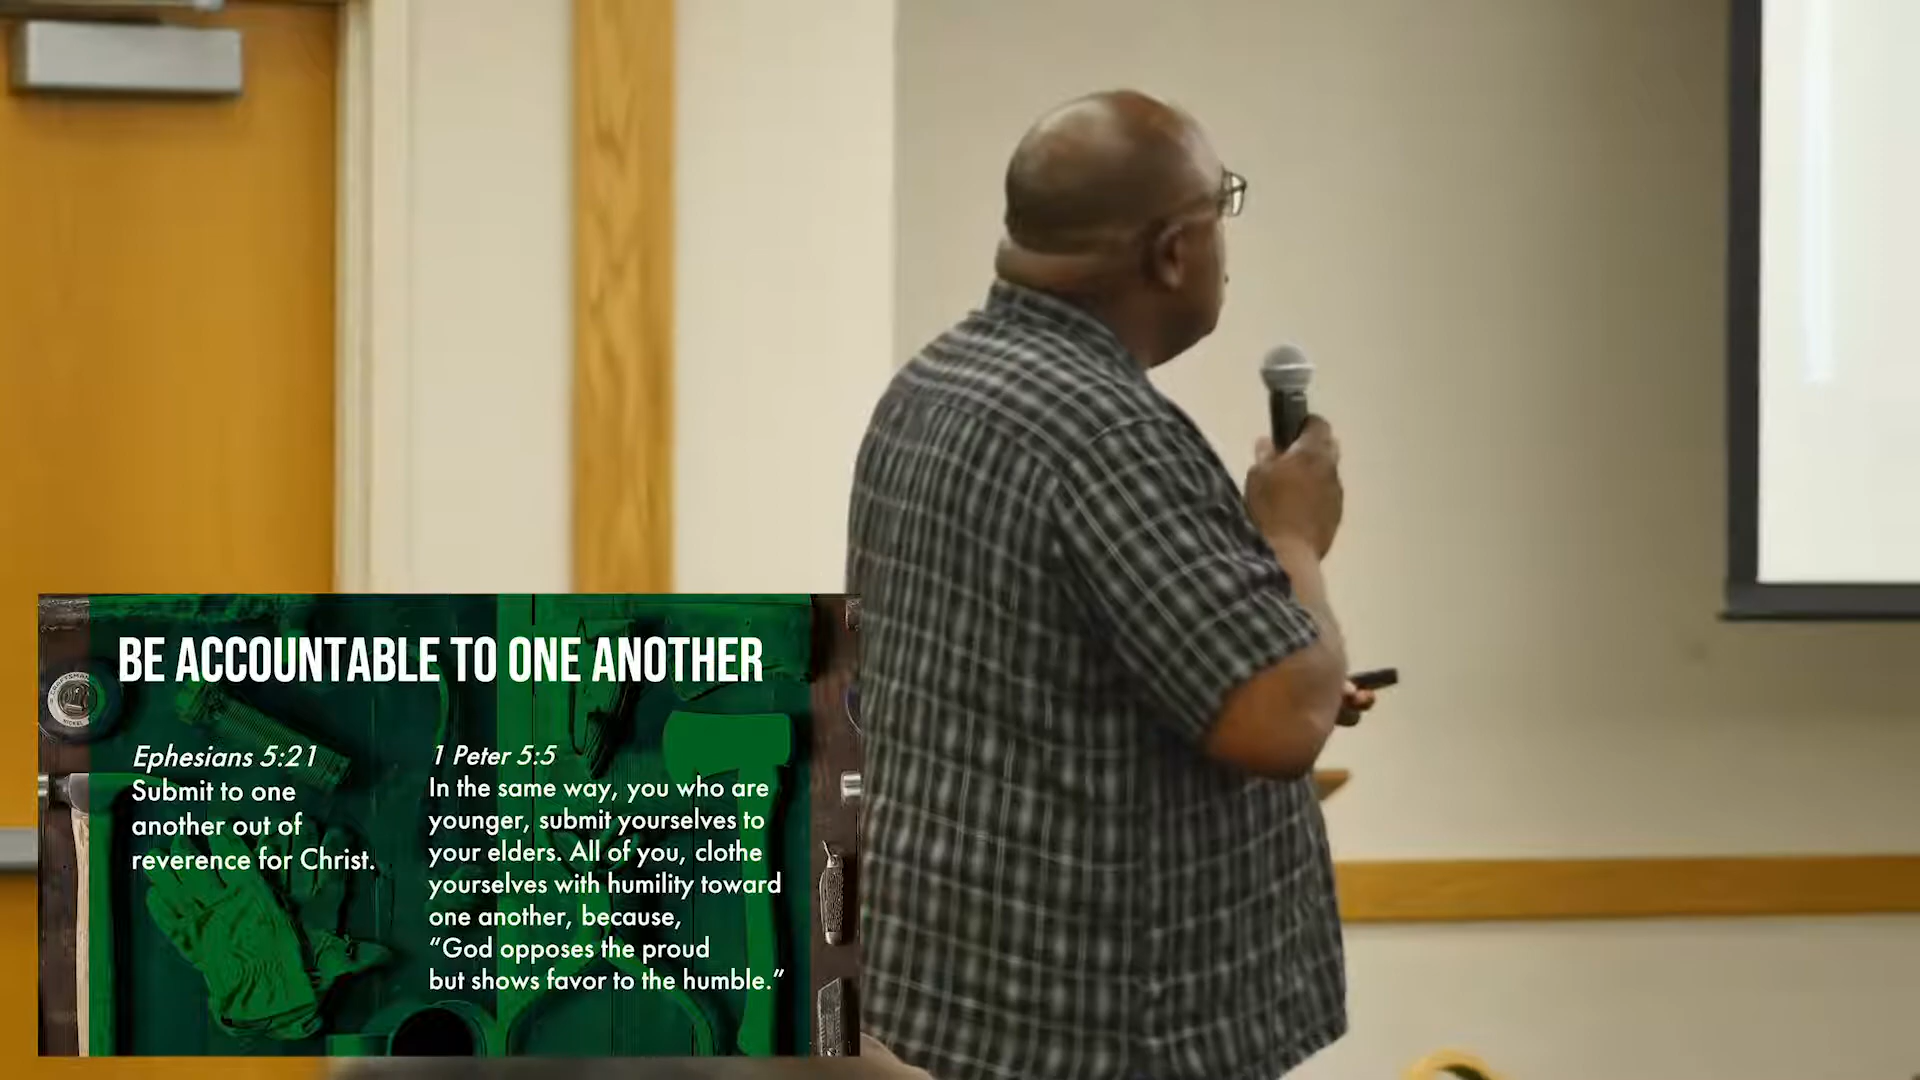 BE ACCOUNTABLE TO ONE ANOTHER
Ephesians 5:21
Submit to one
another out of
reverence for Christ.
1 Peter 5:5
In the same way, you who are
younger, submit yourselves to
your elders. All of you, clothe
yourselves with humility toward
one another, because,
“God opposes the proud
but shows favor to the humble.”